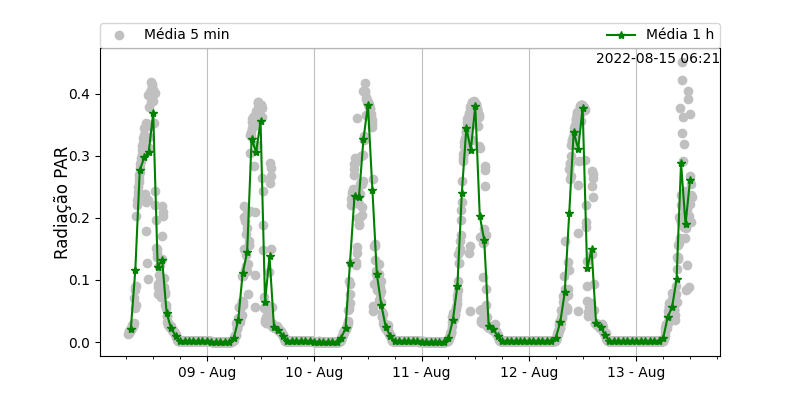 Média 5 min
Média 1 h
2022-08-15 06:21
Radiação PAR
0.4
0.3
0.2
0.1
0.0
09 - Aug
10 - Aug
11 - Aug
12 - Aug
13 - Aug